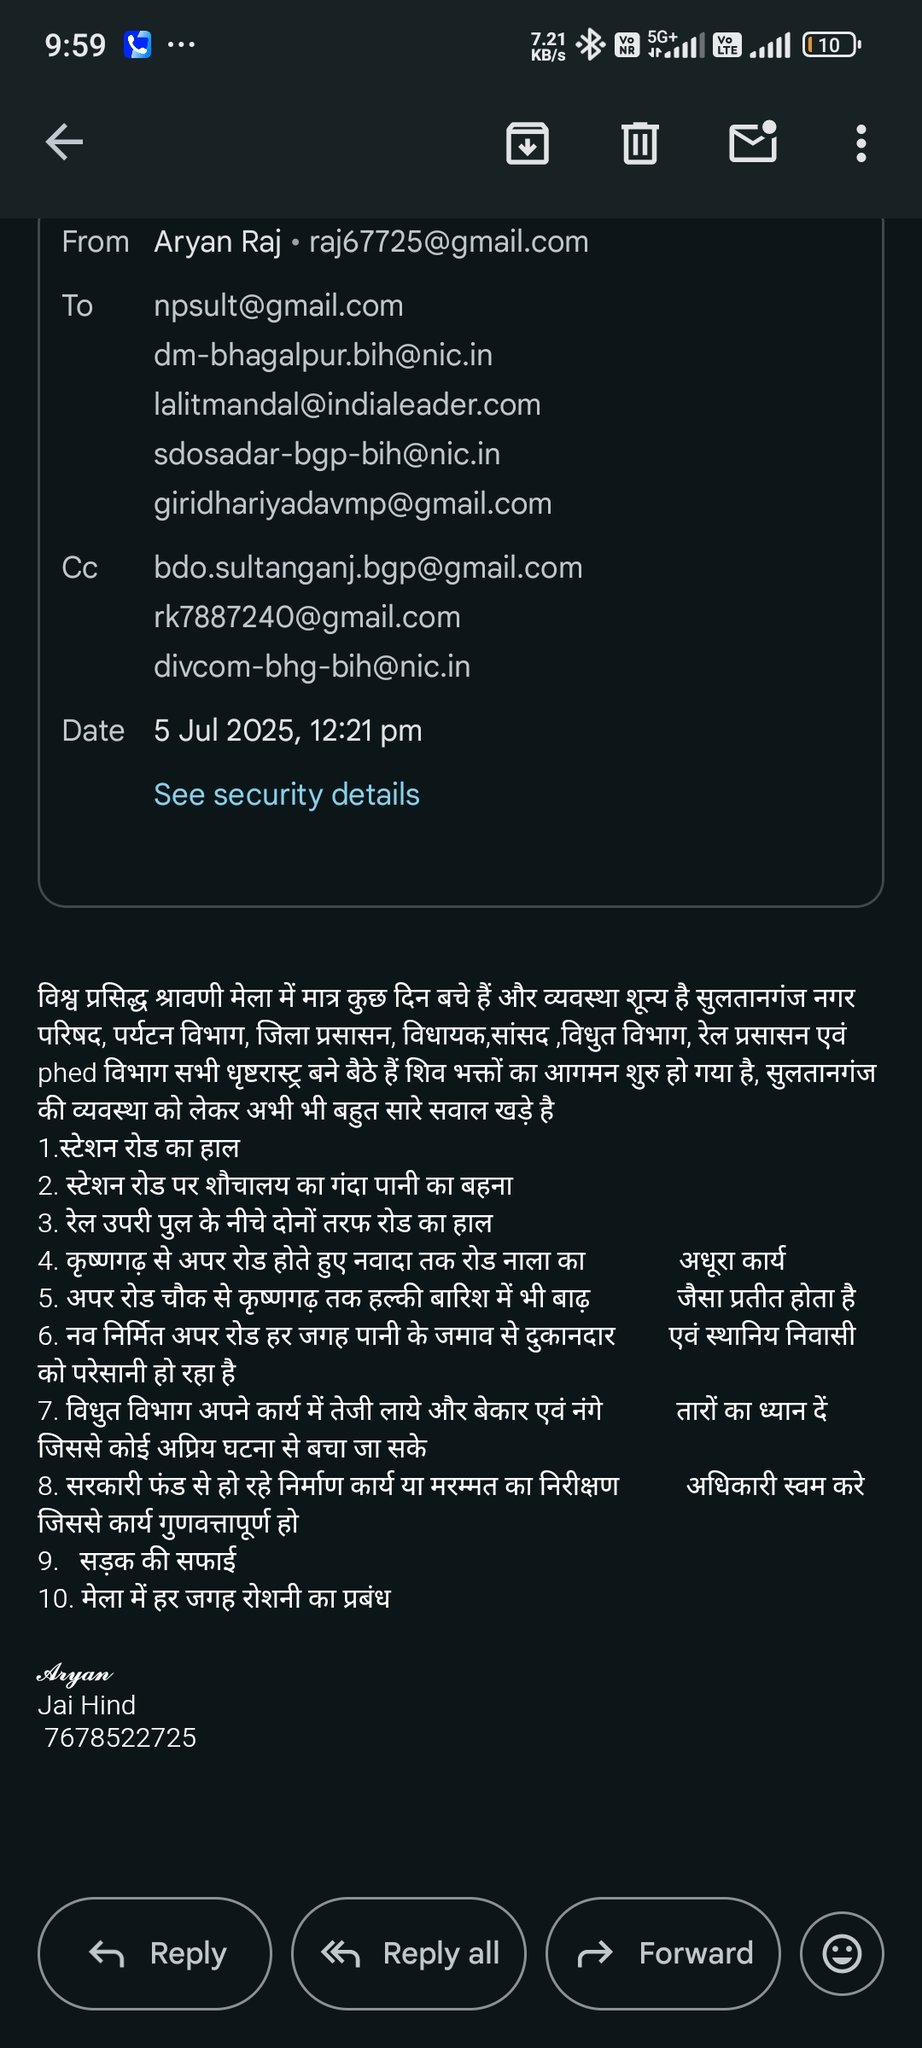 9:59
7.21 KB/s Vo NR 5G+ Vo LTE 10
From Aryan Raj • raj67725@gmail.com
To npsult@gmail.com
dm-bhagalpur.bih@nic.in
lalitmandal@indialeader.com
sdosadar-bgp-bih@nic.in
giridhariyadavmp@gmail.com
Cc bdo.sultanganj.bgp@gmail.com
rk7887240@gmail.com
divcom-bhg-bih@nic.in
Date 5 Jul 2025, 12:21 pm
See security details
विश्व प्रसिद्ध श्रावणी मेला में मात्र कुछ दिन बचे हैं और व्यवस्था शून्य है सुलतानगंज नगर
परिषद, पर्यटन विभाग, जिला प्रसासन, विधायक,सांसद ,विधुत विभाग, रेल प्रसासन एवं
phed विभाग सभी धृष्टरास्ट्र बने बैठे हैं शिव भक्तों का आगमन शुरु हो गया है, सुलतानगंज
की व्यवस्था को लेकर अभी भी बहुत सारे सवाल खड़े है
1.स्टेशन रोड का हाल
2. स्टेशन रोड पर शौचालय का गंदा पानी का बहना
3. रेल उपरी पुल के नीचे दोनों तरफ रोड का हाल
4. कृष्णगढ़ से अपर रोड होते हुए नवादा तक रोड नाला का अधूरा कार्य
5. अपर रोड चौक से कृष्णगढ़ तक हल्की बारिश में भी बाढ़ जैसा प्रतीत होता है
6. नव निर्मित अपर रोड हर जगह पानी के जमाव से दुकानदार एवं स्थानिय निवासी
को परेसानी हो रहा है
7. विधुत विभाग अपने कार्य में तेजी लाये और बेकार एवं नंगे तारों का ध्यान दें
जिससे कोई अप्रिय घटना से बचा जा सके
8. सरकारी फंड से हो रहे निर्माण कार्य या मरम्मत का निरीक्षण अधिकारी स्वम करे
जिससे कार्य गुणवत्तापूर्ण हो
9. सड़क की सफाई
10. मेला में हर जगह रोशनी का प्रबंध
Aryan
Jai Hind
7678522725
Reply Reply all Forward